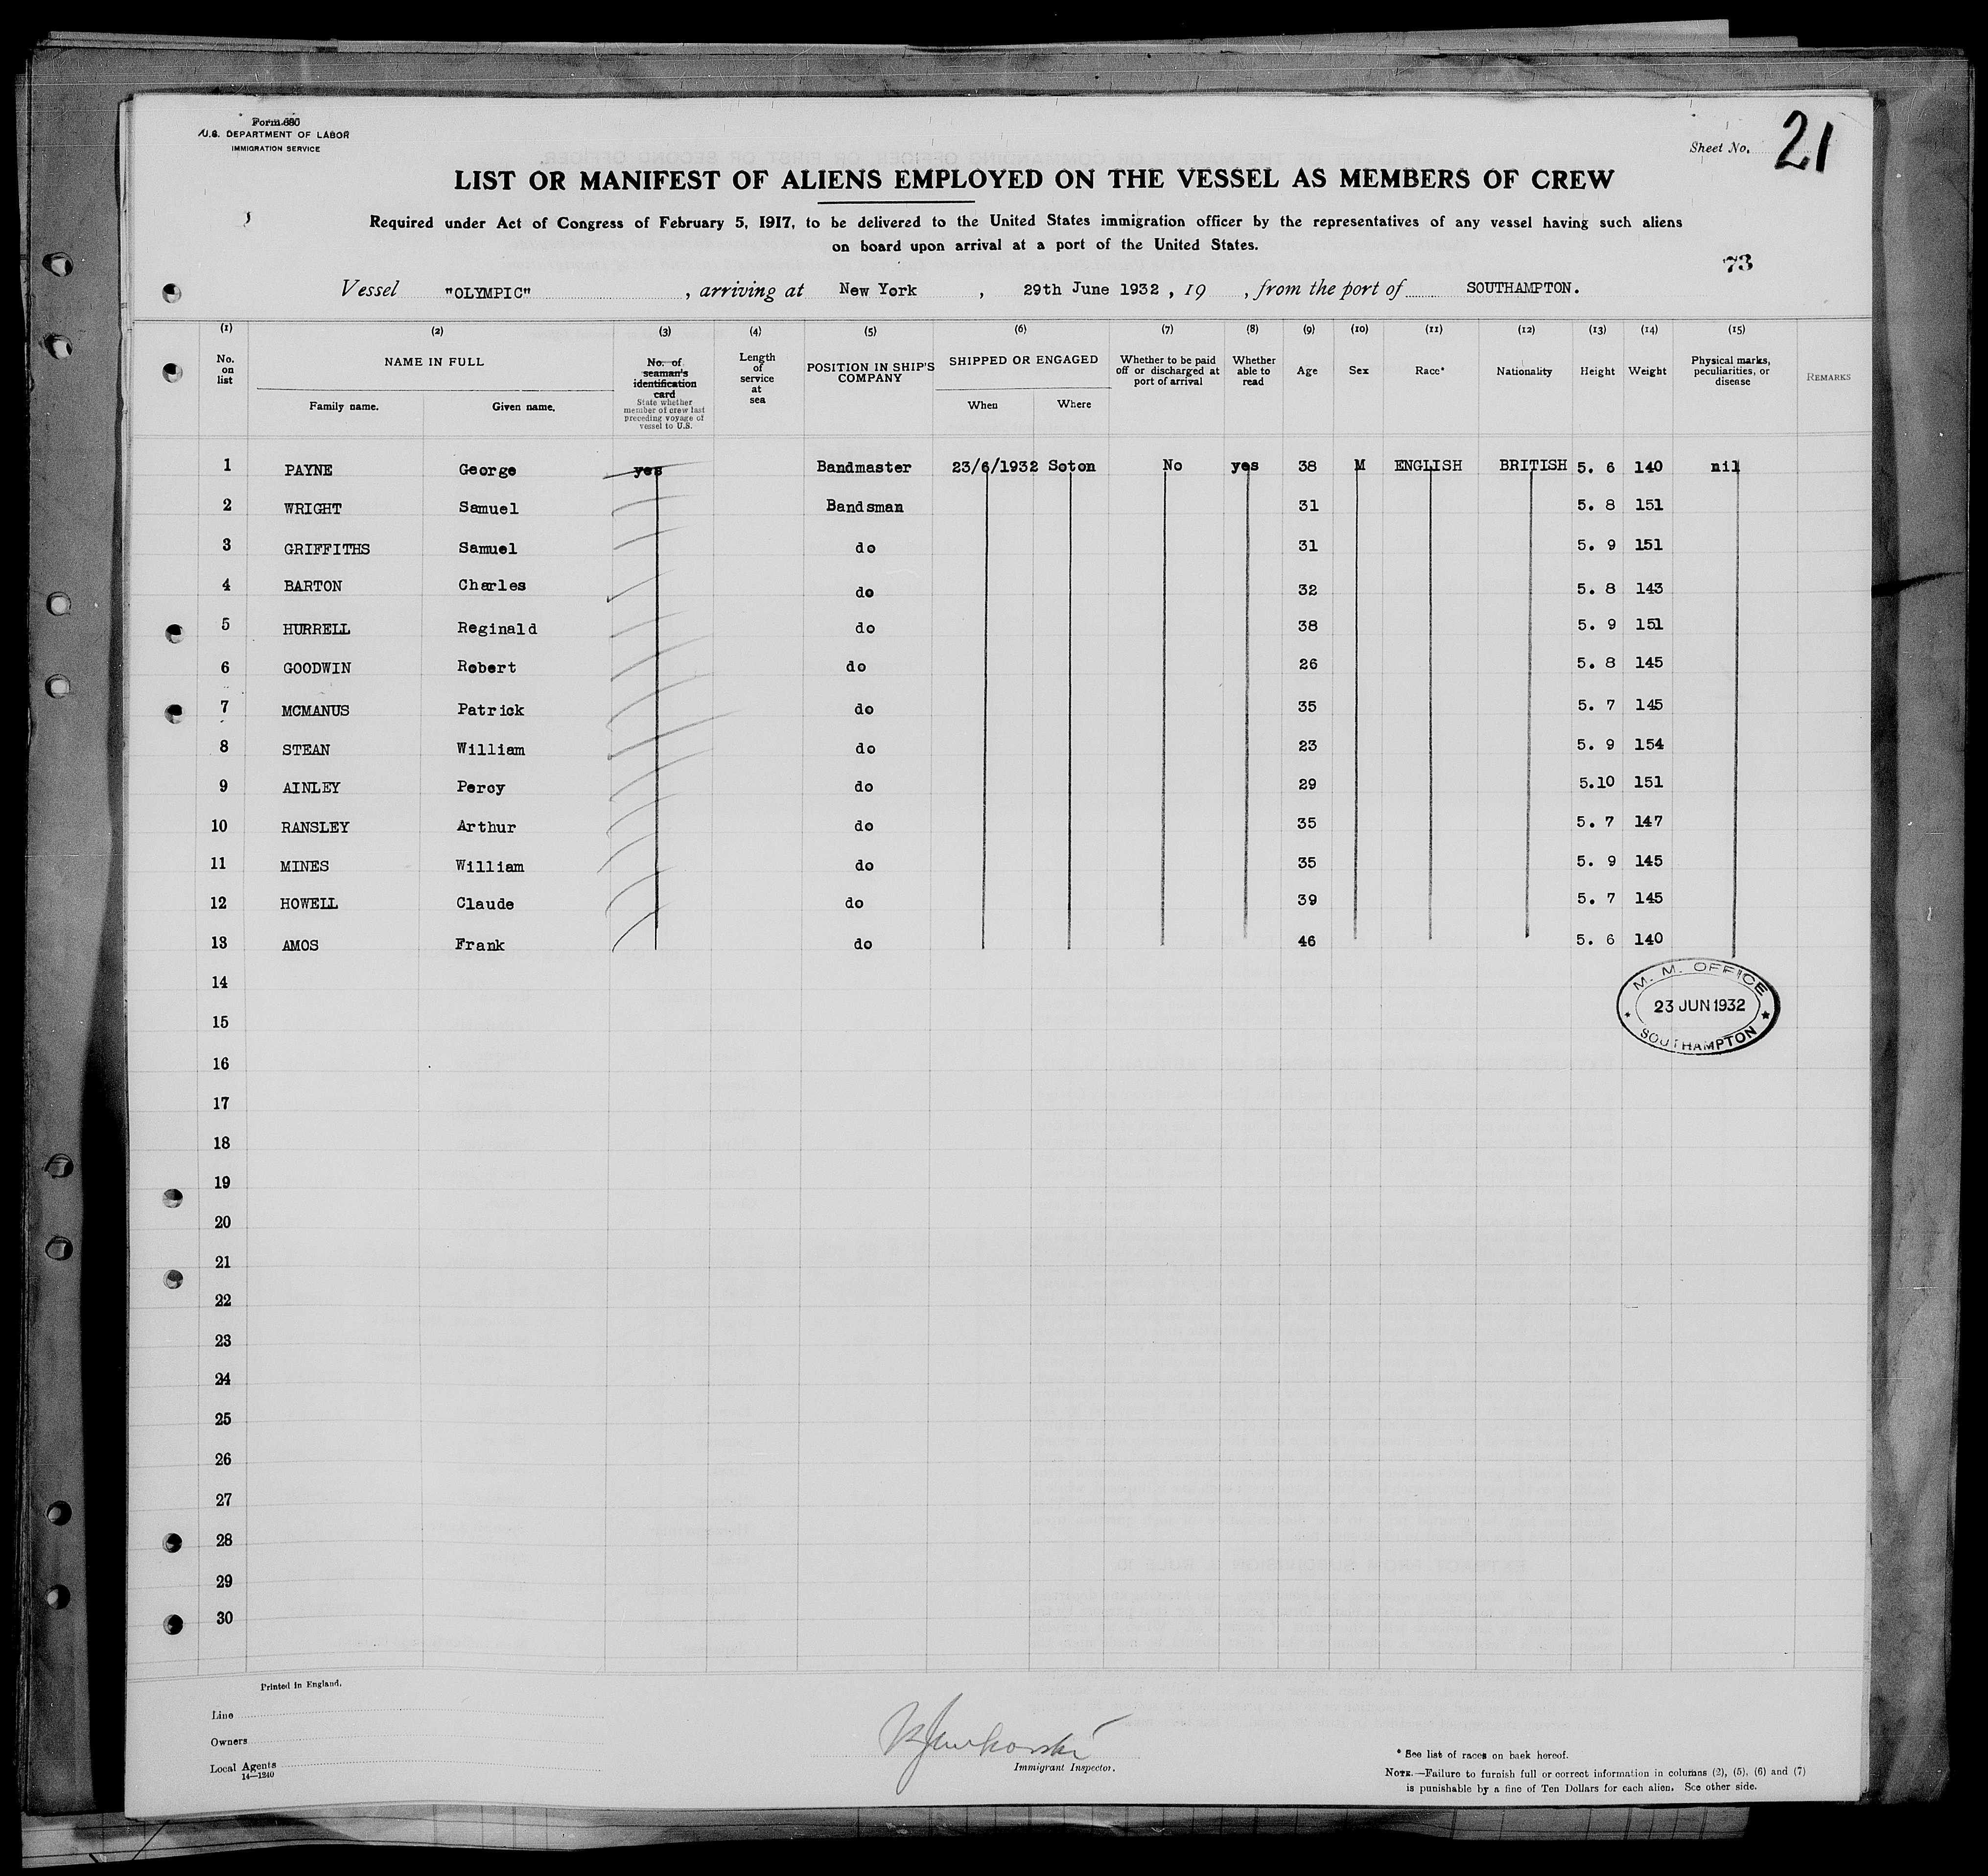 Form 680
U.S. DEPARTMENT OF LABOR
IMMIGRATION SERVICE
Sheet No. 21
LIST OR MANIFEST OF ALIENS EMPLOYED ON THE VESSEL AS MEMBERS OF CREW
Required under Act of Congress of February 5, 1917, to be delivered to the United States immigration officer by the representatives of any vessel having such aliens
on board upon arrival at a port of the United States.
73
Vessel "OLYMPIC", arriving at New York, 29th June 1932, 19 , from the port of SOUTHAMPTON.
(1) (2) (3) (4) (5) (6) (7) (8) (9) (10) (11) (12) (13) (14) (15)
No. on list NAME IN FULL Family name. Given name. No. of seaman's identification card State whether member of crew last preceding voyage of vessel to U.S. Length of service at sea POSITION IN SHIP'S COMPANY SHIPPED OR ENGAGED When Where Whether to be paid off or discharged at port of arrival Whether able to read Age Sex Race* Nationality Height Weight Physical marks, peculiarities, or disease REMARKS
1 PAYNE George yes Bandmaster 23/6/1932 Soton No yes 38 M ENGLISH BRITISH 5. 6 140 nil
2 WRIGHT Samuel Bandsman 31 5. 8 151
3 GRIFFITHS Samuel do 31 5. 9 151
4 BARTON Charles do 32 5. 8 143
5 HURRELL Reginald do 38 5. 9 151
6 GOODWIN Robert do 26 5. 8 145
7 MCMANUS Patrick do 35 5. 7 145
8 STEAN William do 23 5. 9 154
9 AINLEY Percy do 29 5.10 151
10 RANSLEY Arthur do 35 5. 7 147
11 MINES William do 35 5. 9 145
12 HOWELL Claude do 39 5. 7 145
13 AMOS Frank do 46 5. 6 140
14
M. M. OFFICE
23 JUN 1932
SOUTHAMPTON
15
16
17
18
19
20
21
22
23
24
25
26
27
28
29
30
Printed in England.
Line
Owners
Local Agents
14—1240
Immigrant Inspector.
* See list of races on back hereof.
NOTE.—Failure to furnish full or correct information in columns (2), (5), (6) and (7)
is punishable by a fine of Ten Dollars for each alien. See other side.